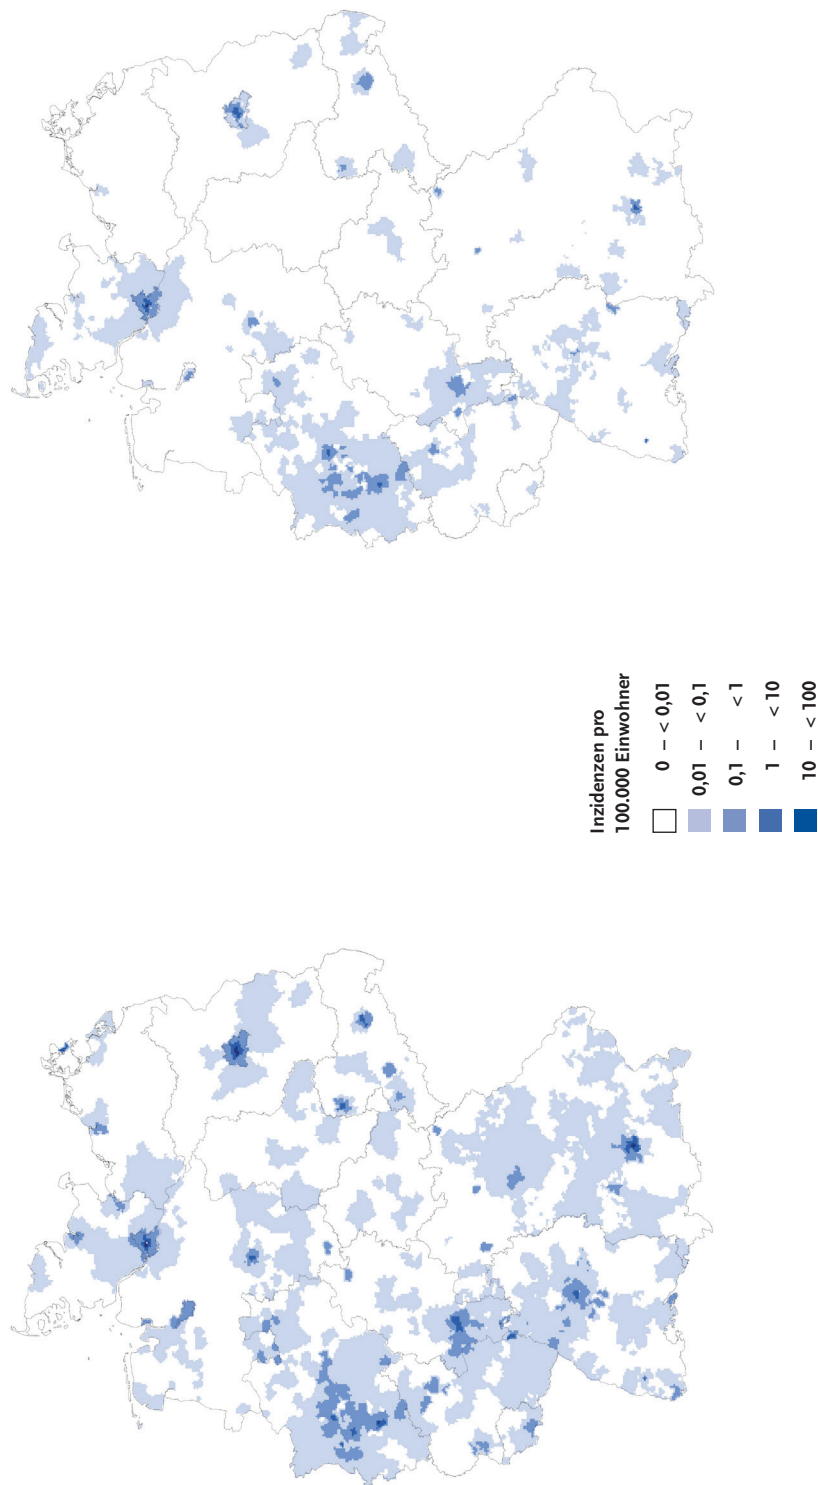 Inzidenzen pro
100.000 Einwohner
0 – < 0,01
0,01 – < 0,1
0,1 – < 1
1 – < 10
10 – < 100